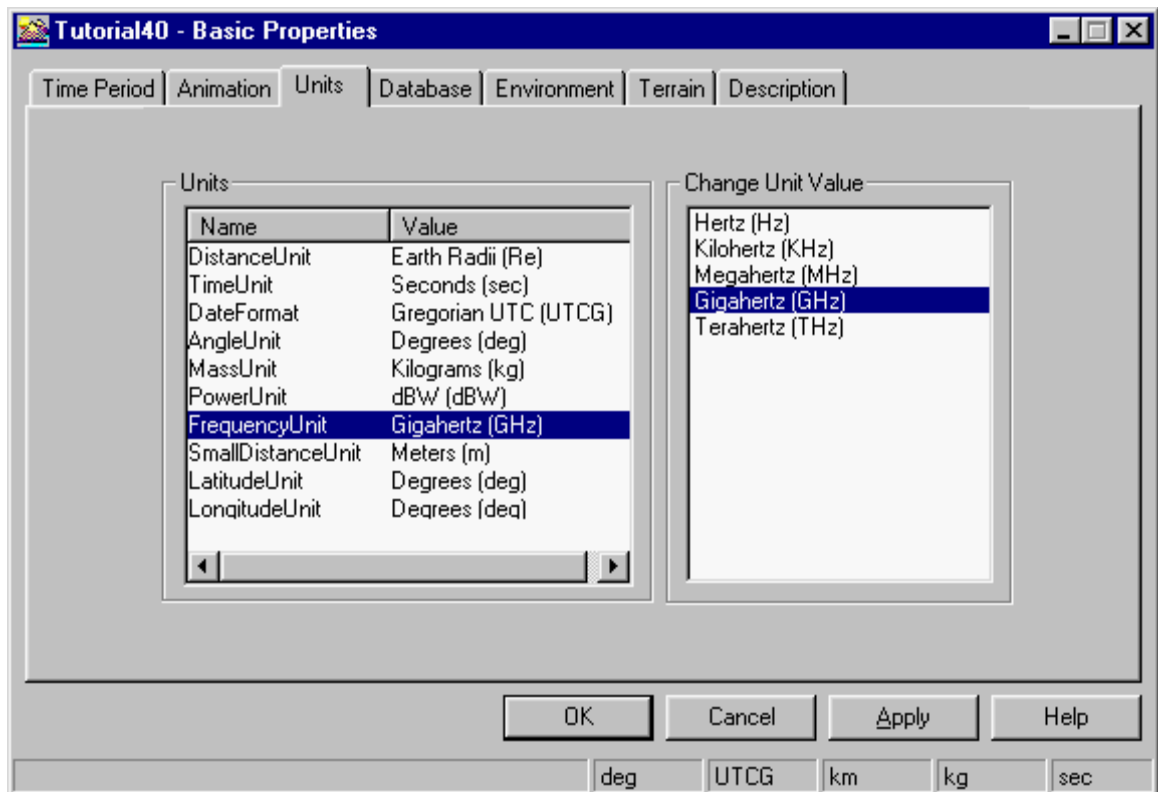 Tutorial40 - Basic Properties
Time Period Animation Units Database Environment Terrain Description
Units
Name Value
DistanceUnit Earth Radii (Re)
TimeUnit Seconds (sec)
DateFormat Gregorian UTC (UTCG)
AngleUnit Degrees (deg)
MassUnit Kilograms (kg)
PowerUnit dBW (dBW)
FrequencyUnit Gigahertz (GHz)
SmallDistanceUnit Meters (m)
LatitudeUnit Degrees (deg)
LongitudeUnit Degrees (deg)
Change Unit Value
Hertz (Hz)
Kilohertz (KHz)
Megahertz (MHz)
Gigahertz (GHz)
Terahertz (THz)
OK Cancel Apply Help
deg UTCG km kg sec